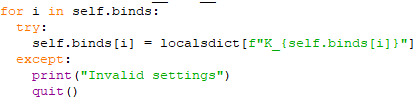 for i in self.binds:
  try:
    self.binds[i] = localsdict[f"K_{self.binds[i]}"]
  except:
    print("Invalid settings")
    quit()